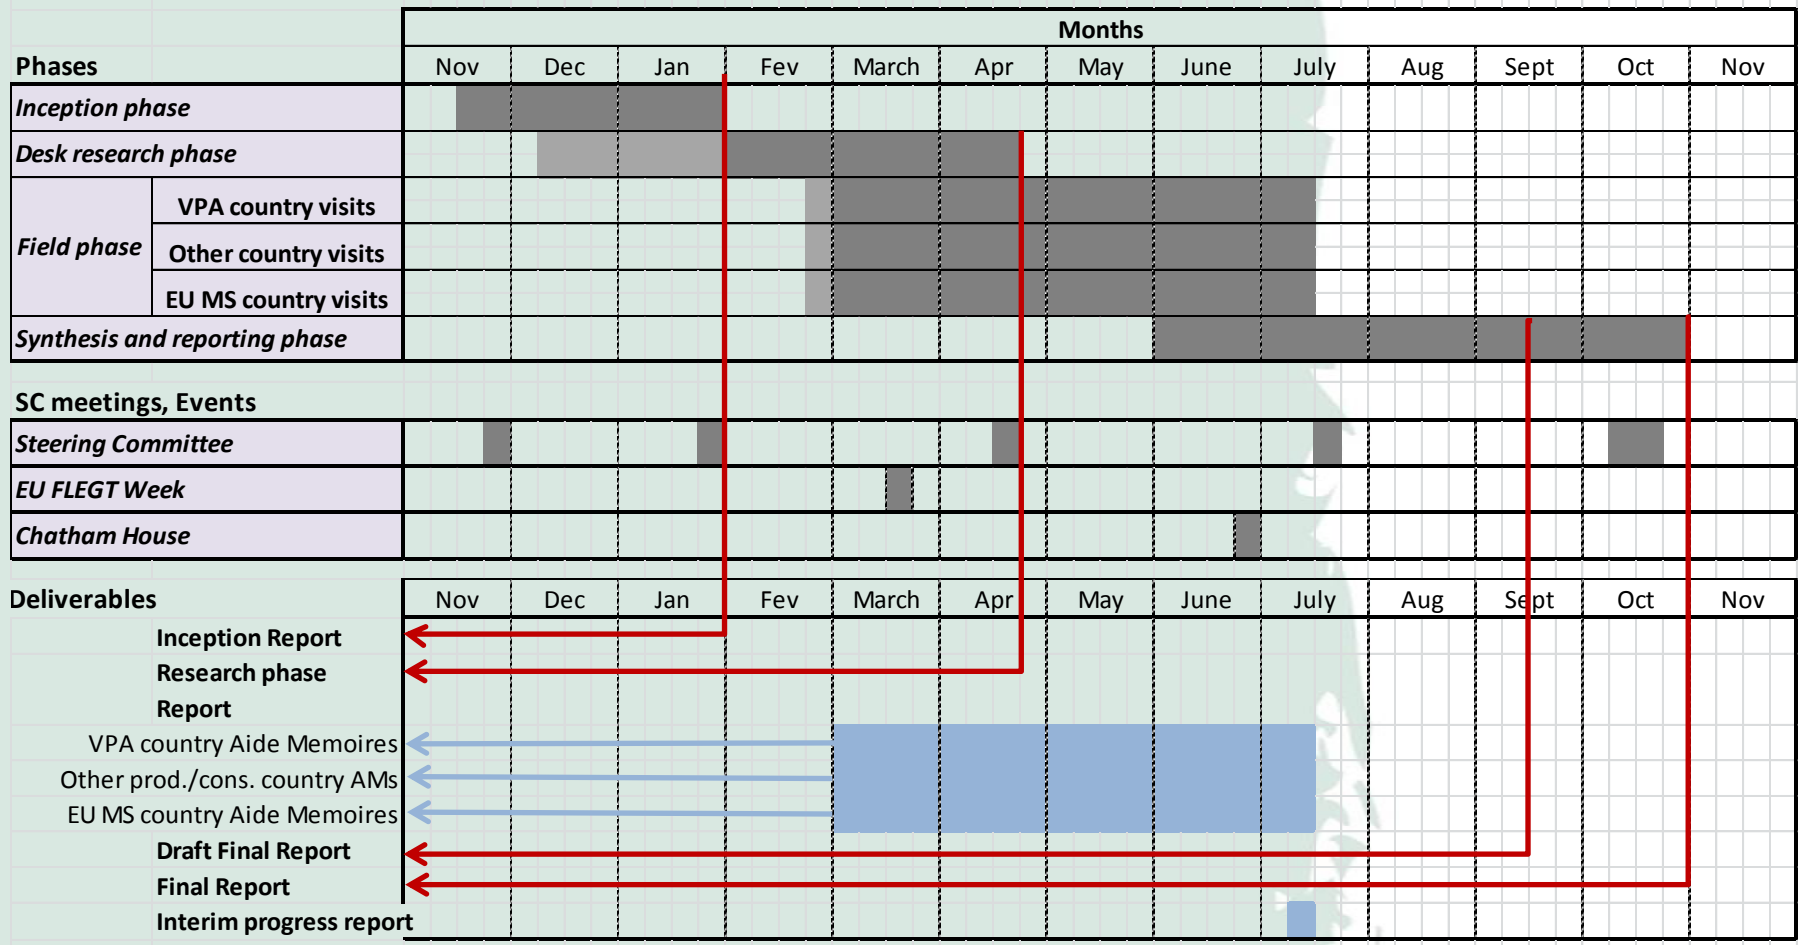 Months
Phases Nov Dec Jan Fev March Apr May June July Aug Sept Oct Nov
Inception phase
Desk research phase
VPA country visits
Field phase Other country visits
EU MS country visits
Synthesis and reporting phase
SC meetings, Events
Steering Committee
EU FLEGT Week
Chatham House
Deliverables Nov Dec Jan Fev March Apr May June July Aug Sept Oct Nov
Inception Report
Research phase
Report
VPA country Aide Memoires
Other prod./cons. country AMs
EU MS country Aide Memoires
Draft Final Report
Final Report
Interim progress report